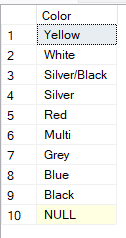 Color
1 Yellow
2 White
3 Silver/Black
4 Silver
5 Red
6 Multi
7 Grey
8 Blue
9 Black
10 NULL